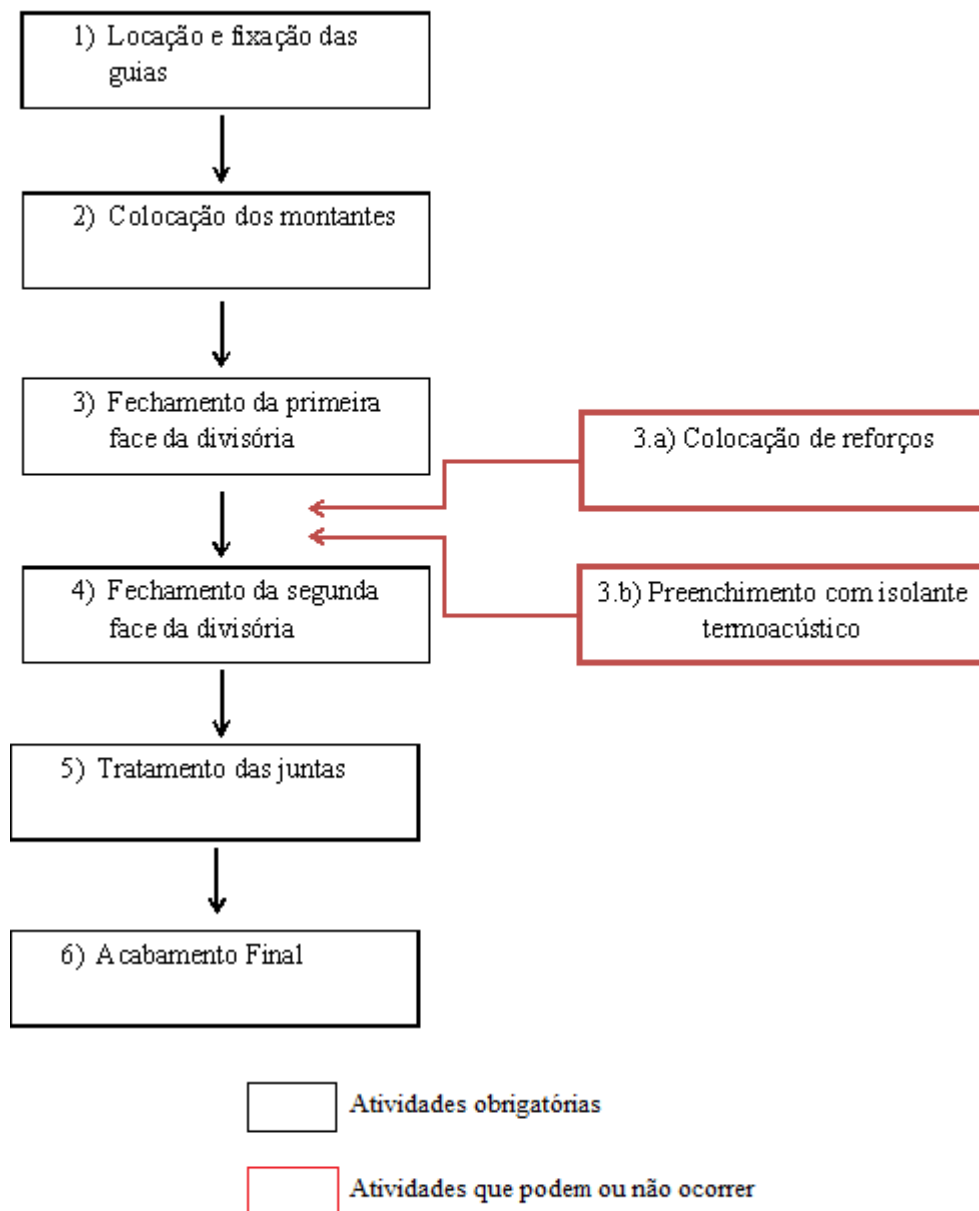 1) Locação e fixação das
guias
2) Colocação dos montantes
3) Fechamento da primeira
face da divisória
3.a) Colocação de reforços
3.b) Preenchimento com isolante
termoacústico
4) Fechamento da segunda
face da divisória
5) Tratamento das juntas
6) Acabamento Final
Atividades obrigatórias
Atividades que podem ou não ocorrer